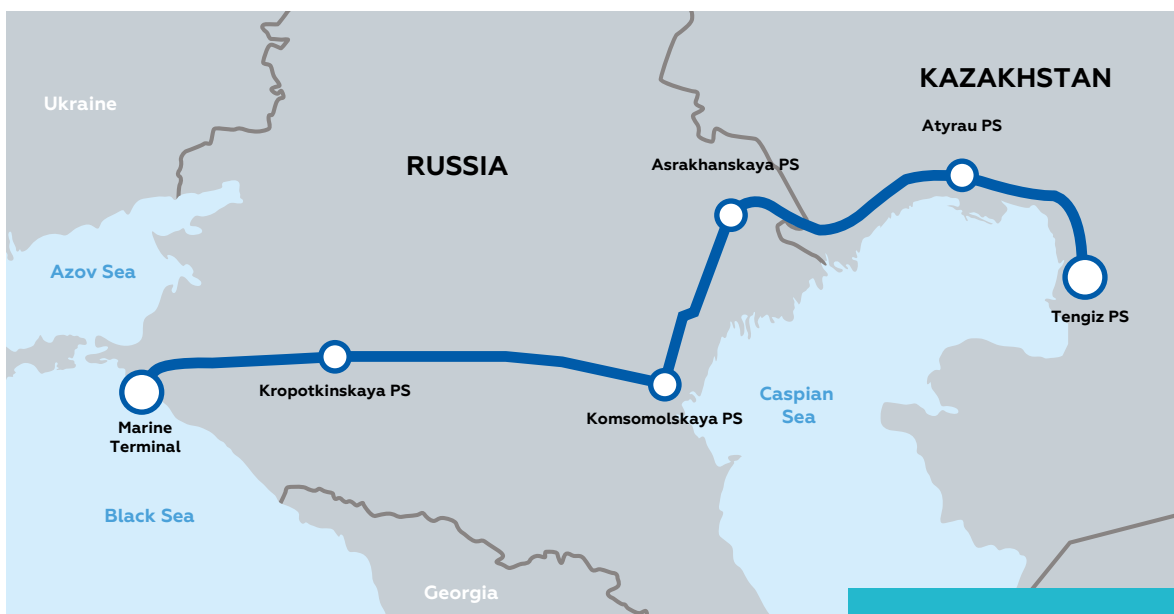 KAZAKHSTAN
Ukraine
Atyrau PS
RUSSIA
Asrakhanskaya PS
Azov Sea
Tengiz PS
Kropotkinskaya PS
Caspian
Sea
Komsomolskaya PS
Marine
Terminal
Black Sea
Georgia